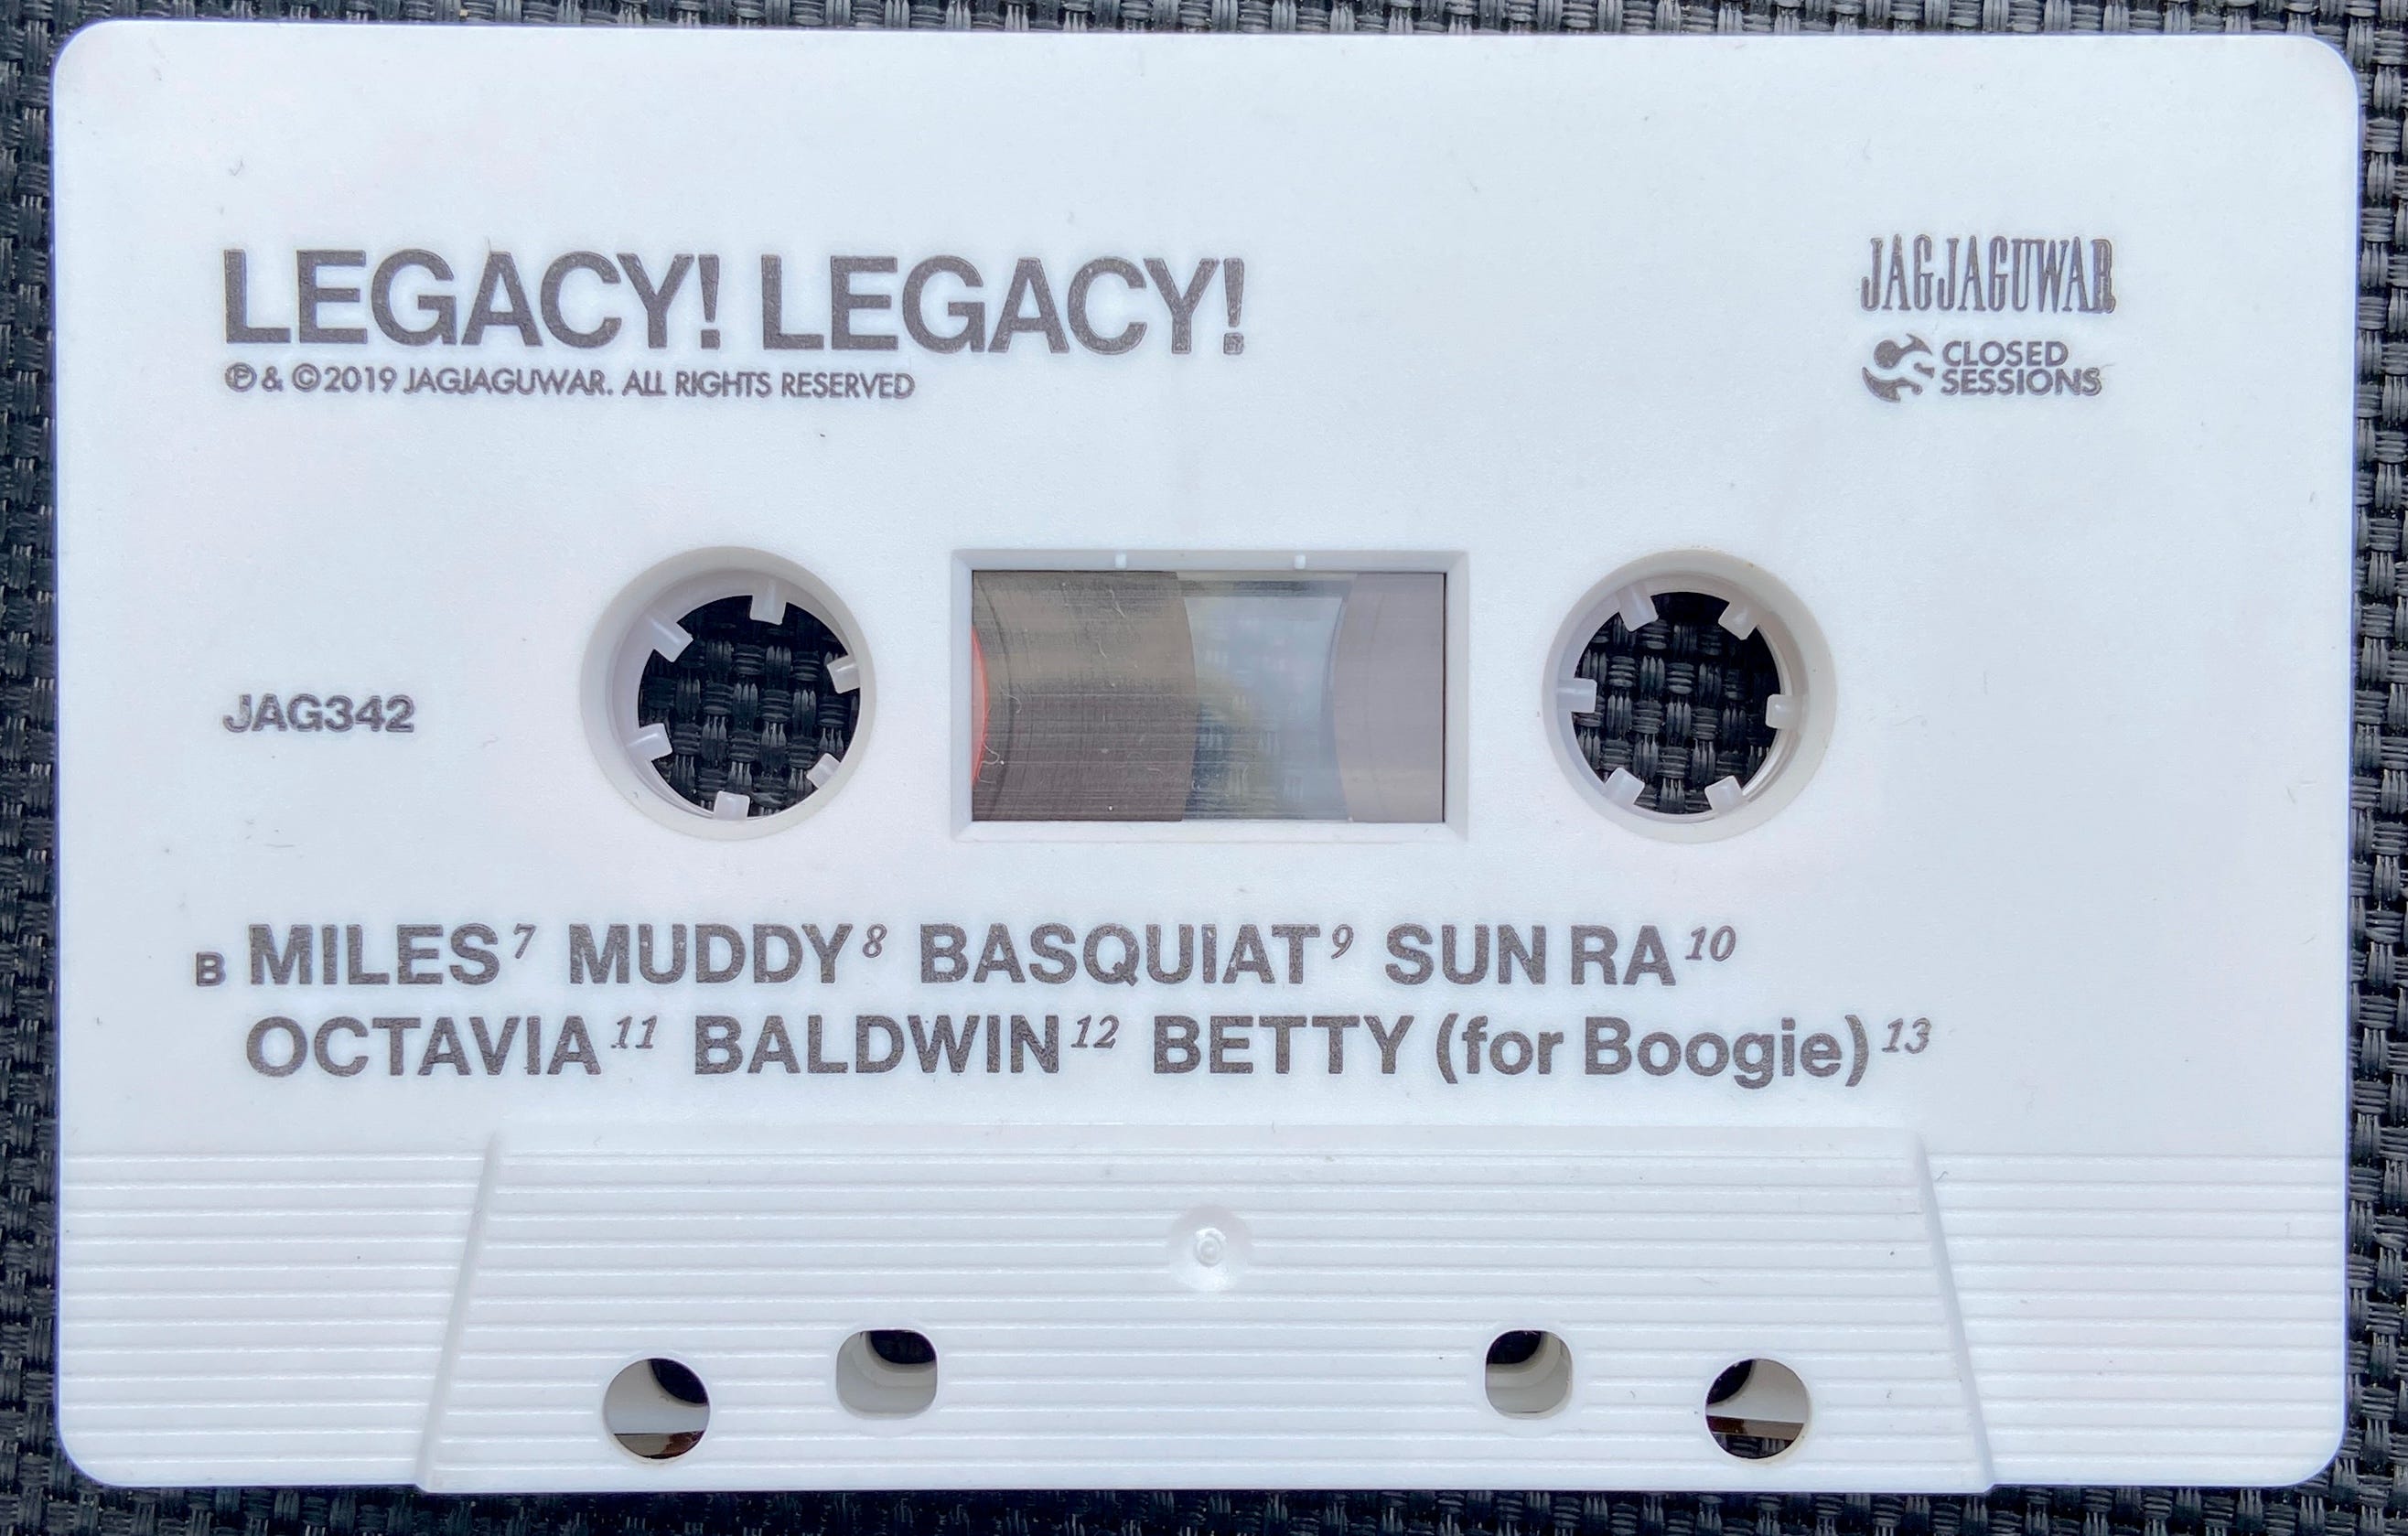 LEGACY! LEGACY!
℗ & ©2019 JAGJAGUWAR. ALL RIGHTS RESERVED
JAGJAGUWAR
CLOSED
SESSIONS
JAG342
B MILES 7 MUDDY 8 BASQUIAT 9 SUN RA 10
OCTAVIA 11 BALDWIN 12 BETTY (for Boogie) 13